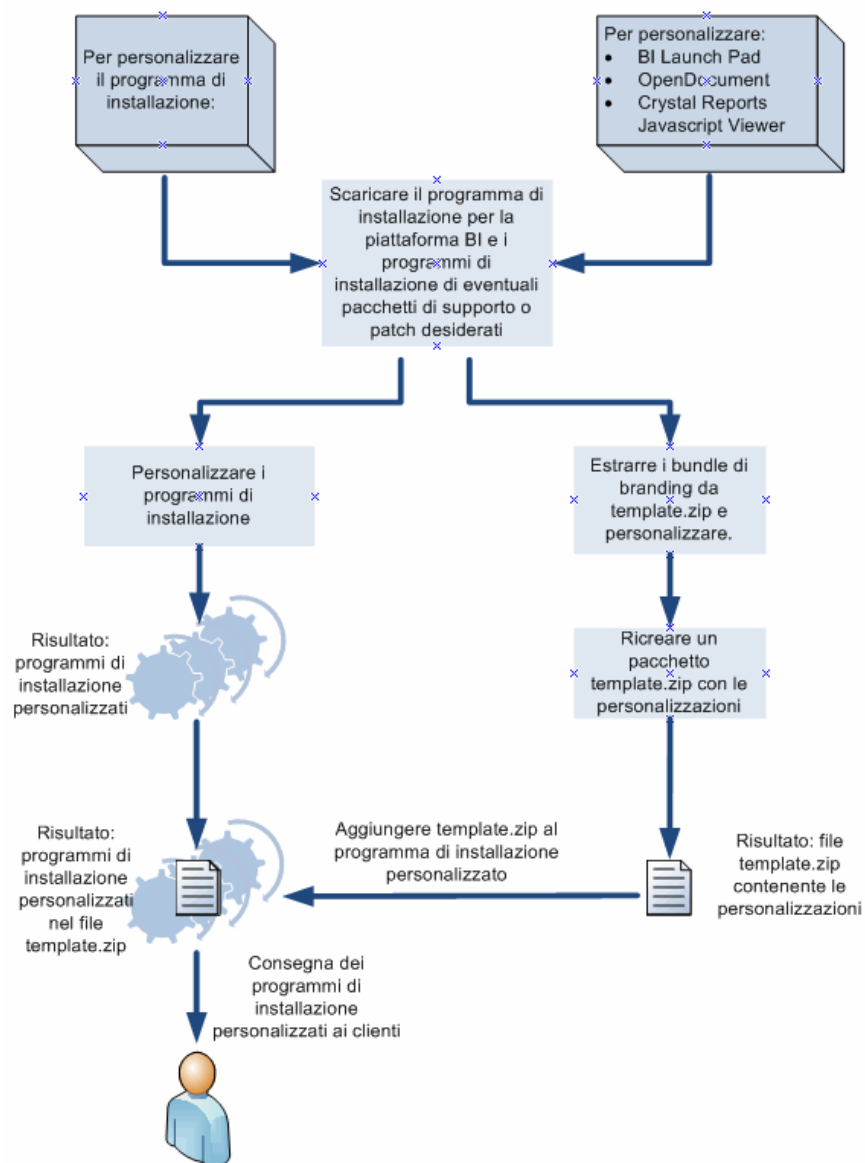 Per personalizzare
il programma di
installazione:
Per personalizzare:
• BI Launch Pad
• OpenDocument
• Crystal Reports
Javascript Viewer
Scaricare il programma di
installazione per la
piattaforma BI e i
programmi di
installazione di eventuali
pacchetti di supporto o
patch desiderati
Personalizzare i
programmi di
installazione
Estrarre i bundle di
branding da
template.zip e
personalizzare.
Risultato:
programmi di
installazione
personalizzati
Ricreare un
pacchetto
template.zip con le
personalizzazioni
Risultato:
programmi di
installazione
personalizzati
nel file
template.zip
Aggiungere template.zip al
programma di installazione
personalizzato
Risultato: file
template.zip
contenente le
personalizzazioni
Consegna dei
programmi di
installazione
personalizzati ai clienti